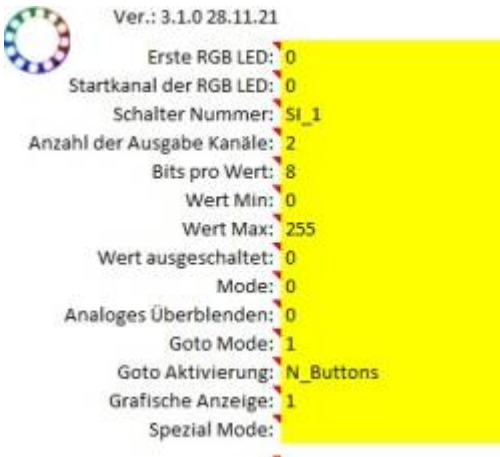 Ver.: 3.1.0 28.11.21
Erste RGB LED: 0
Startkanal der RGB LED: 0
Schalter Nummer: SI_1
Anzahl der Ausgabe Kanäle: 2
Bits pro Wert: 8
Wert Min: 0
Wert Max: 255
Wert ausgeschaltet: 0
Mode: 0
Analoges Überblenden: 0
Goto Mode: 1
Goto Aktivierung: N_Buttons
Grafische Anzeige: 1
Spezial Mode: